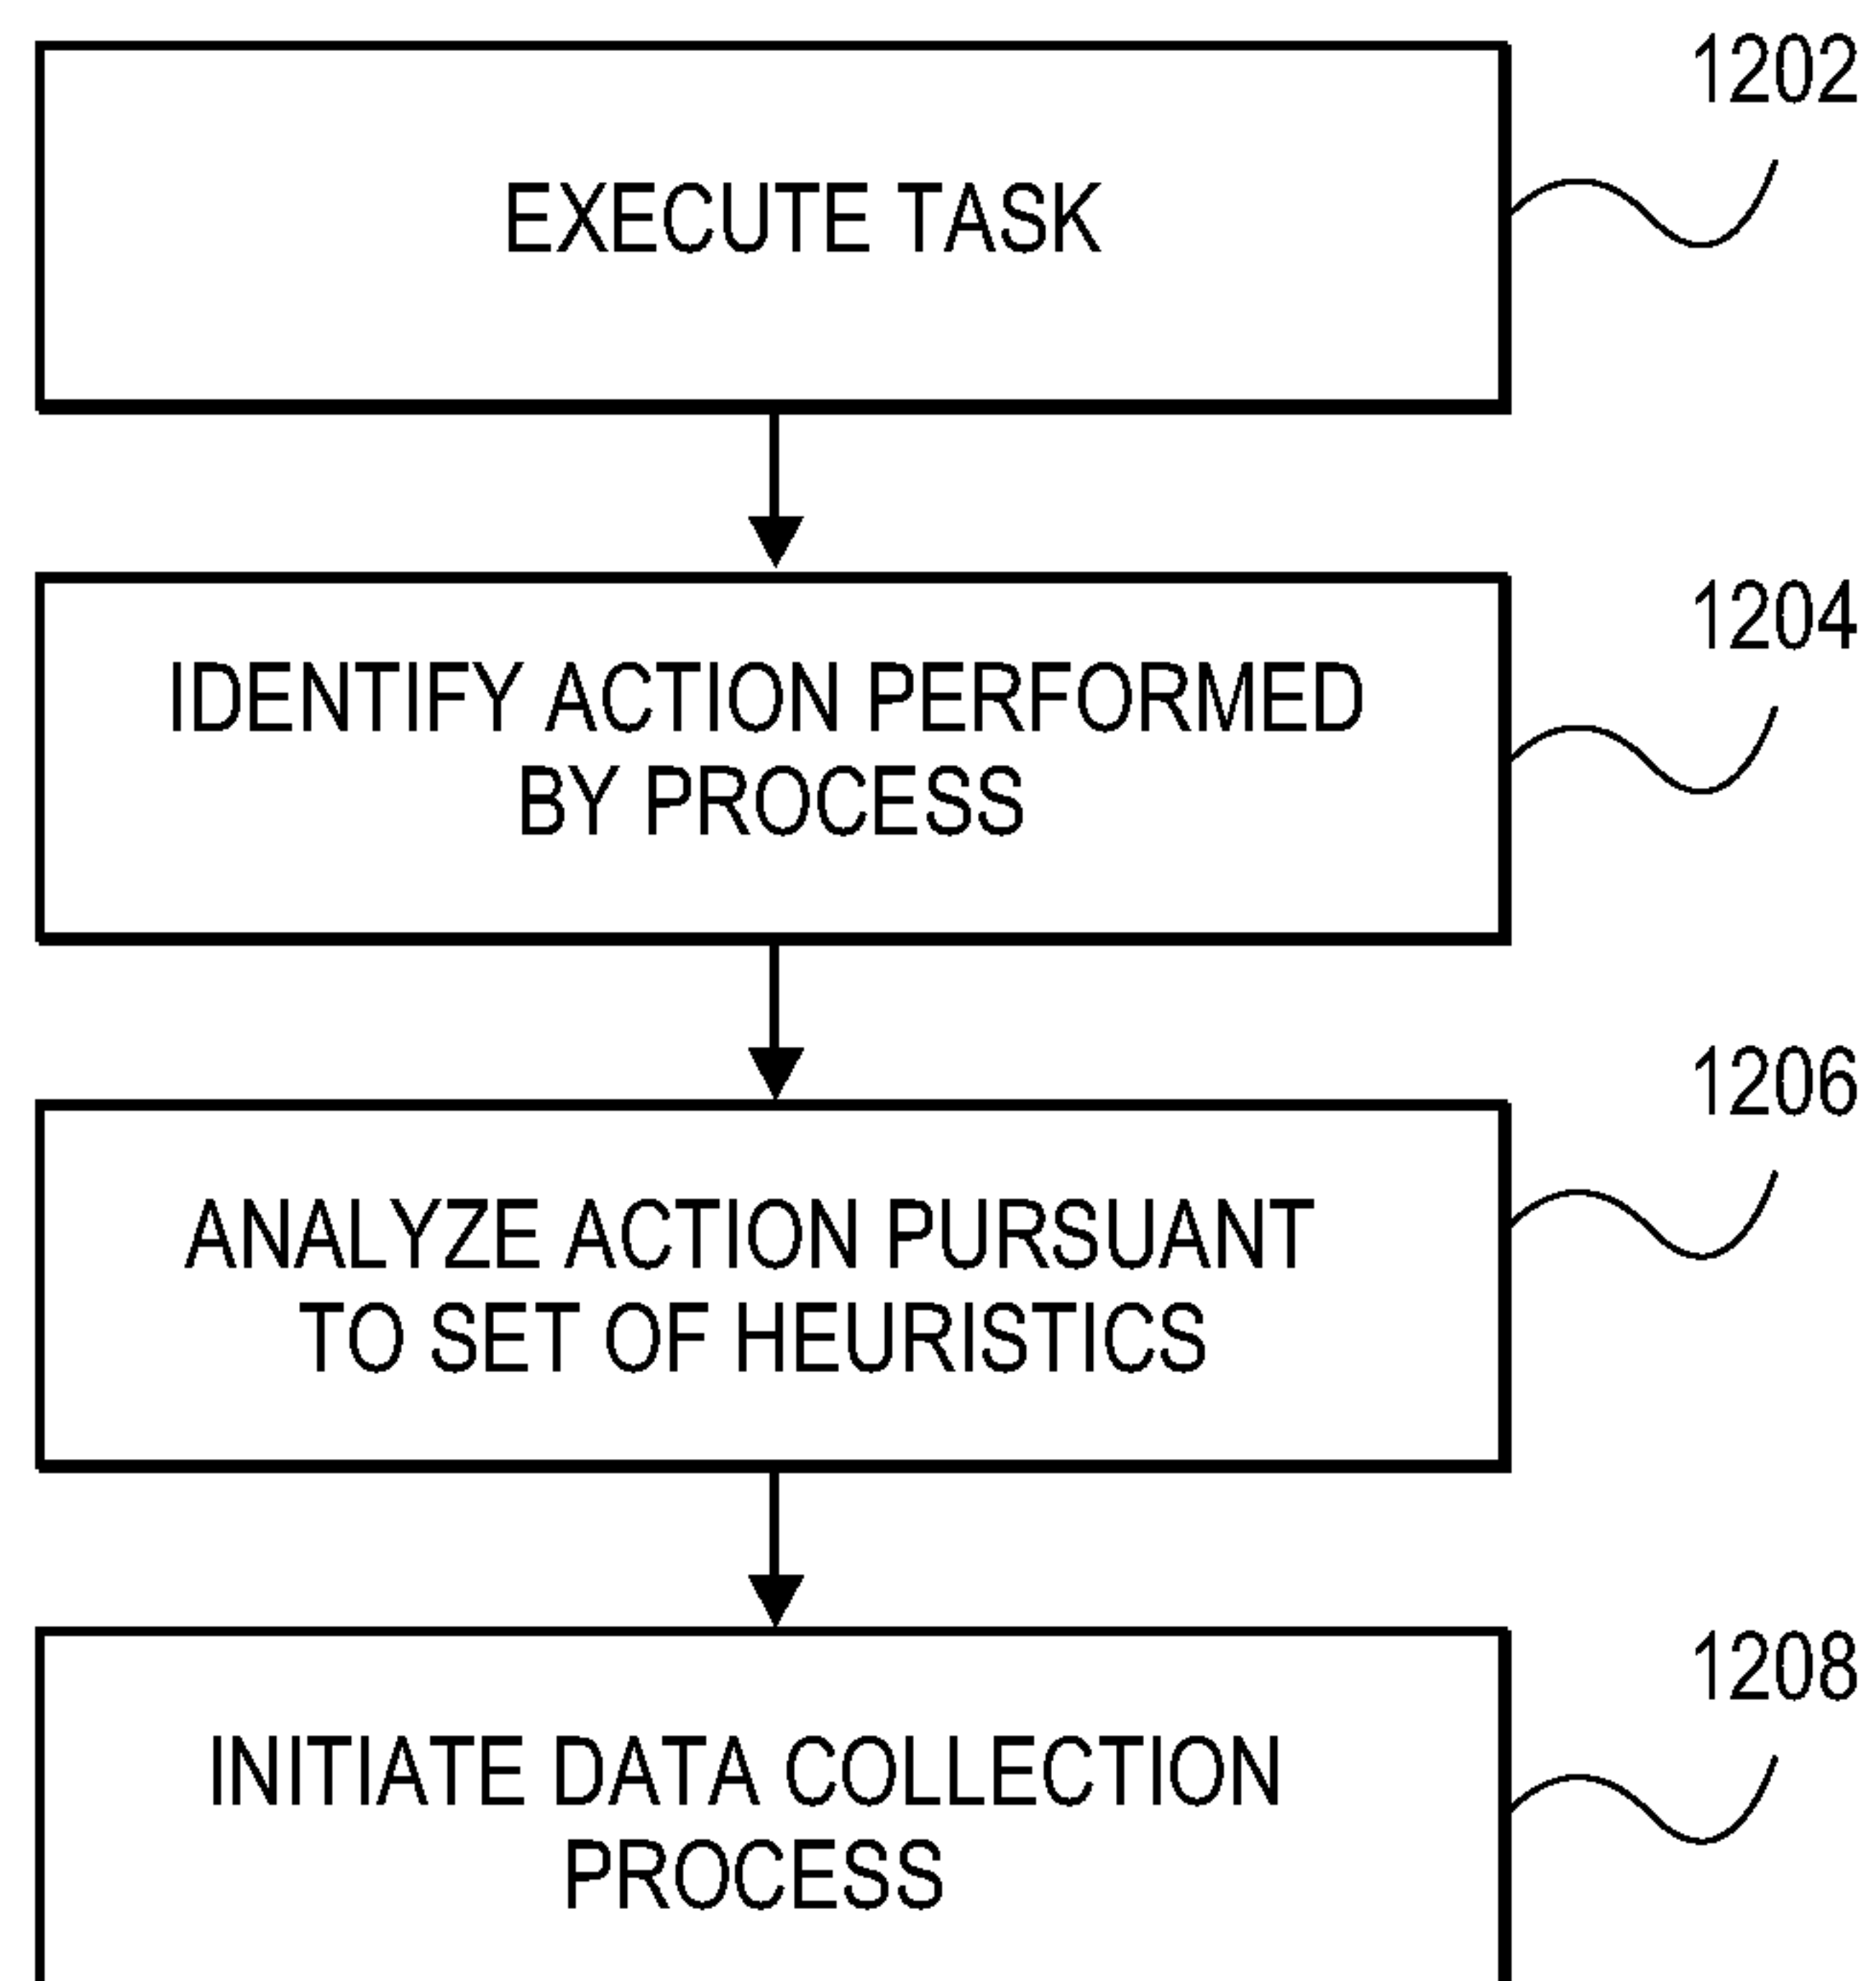 1202
EXECUTE TASK
1204
IDENTIFY ACTION PERFORMED
BY PROCESS
1206
ANALYZE ACTION PURSUANT
TO SET OF HEURISTICS
1208
INITIATE DATA COLLECTION
PROCESS